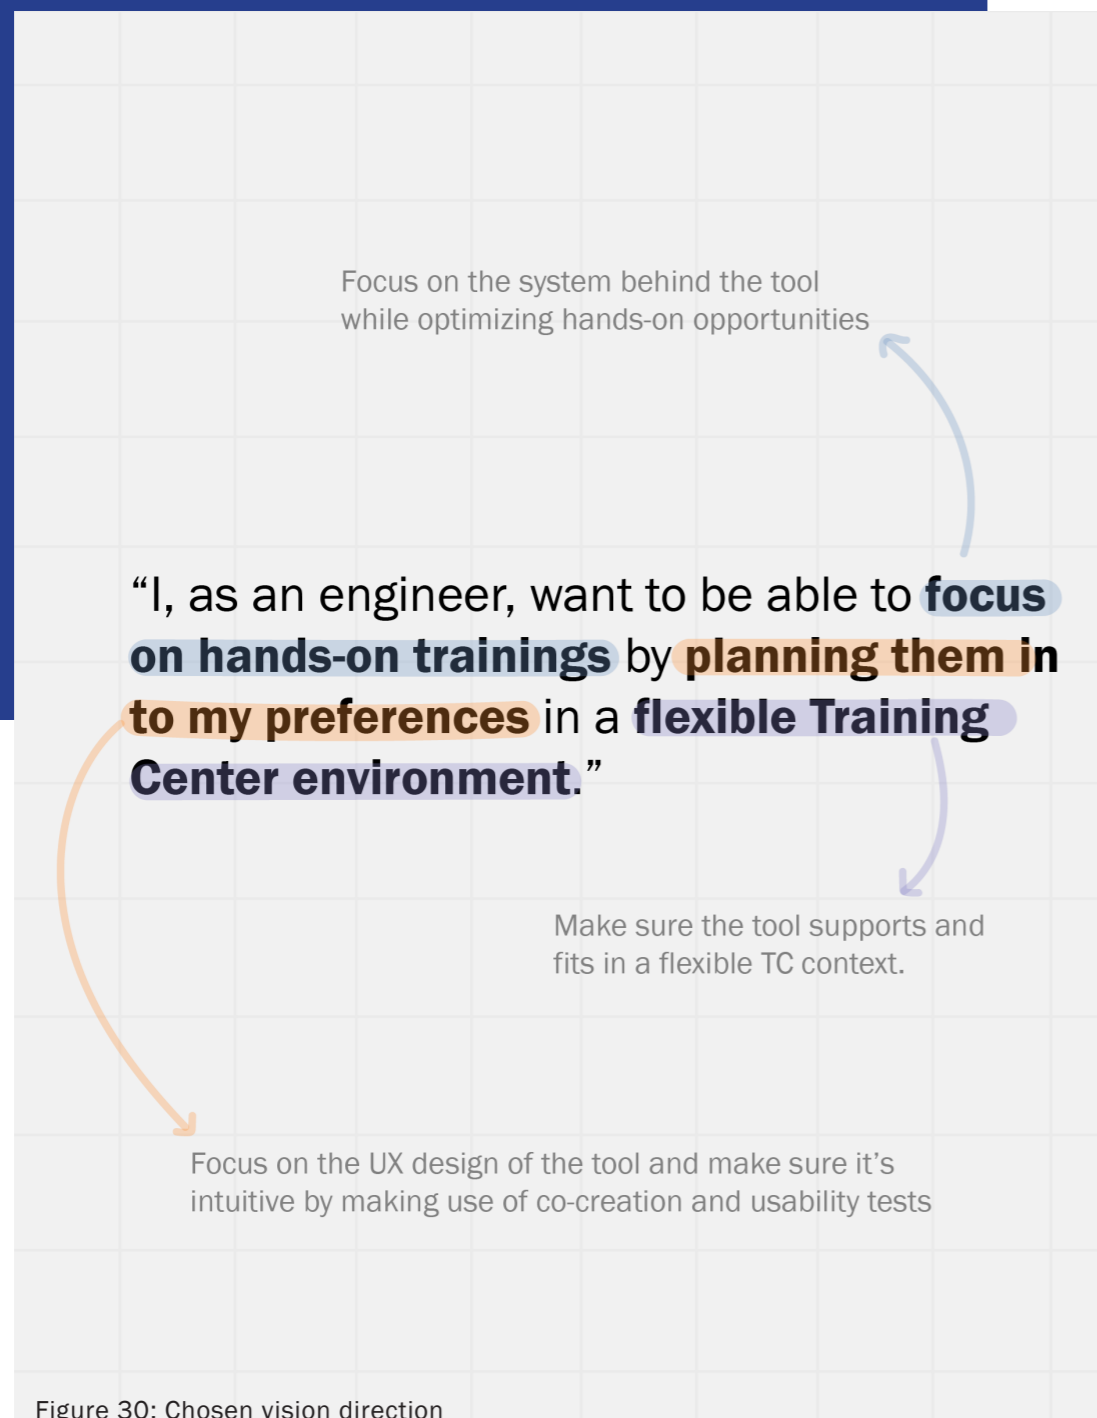 Focus on the system behind the tool
while optimizing hands-on opportunities
“I, as an engineer, want to be able to focus
on hands-on trainings by planning them in
to my preferences in a flexible Training
Center environment.”
Make sure the tool supports and
fits in a flexible TC context.
Focus on the UX design of the tool and make sure it’s
intuitive by making use of co-creation and usability tests
Figure 30: Chosen vision direction